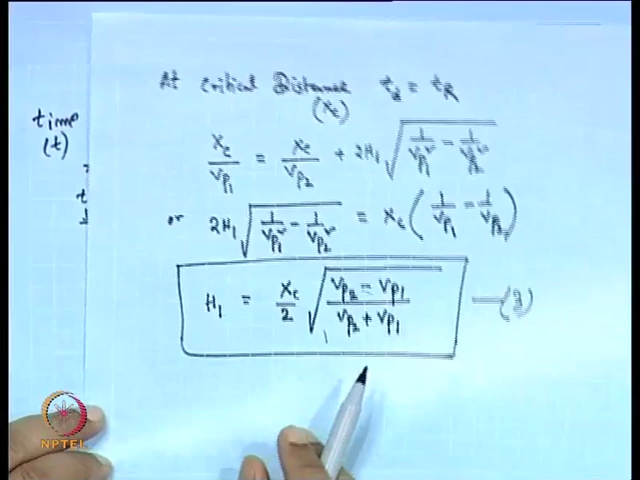 At Critical Distance t_d = t_R
(x_c)
time
(t)
x_c/v_p1 = x_c/v_p2 + 2H_1 √(1/v_p1² - 1/v_p2²)
t
or 2H_1 √(1/v_p1² - 1/v_p2²) = x_c (1/v_p1 - 1/v_p2)
H_1 = x_c/2 √((v_p2 - v_p1)/(v_p2 + v_p1)) —(3)
NPTEL